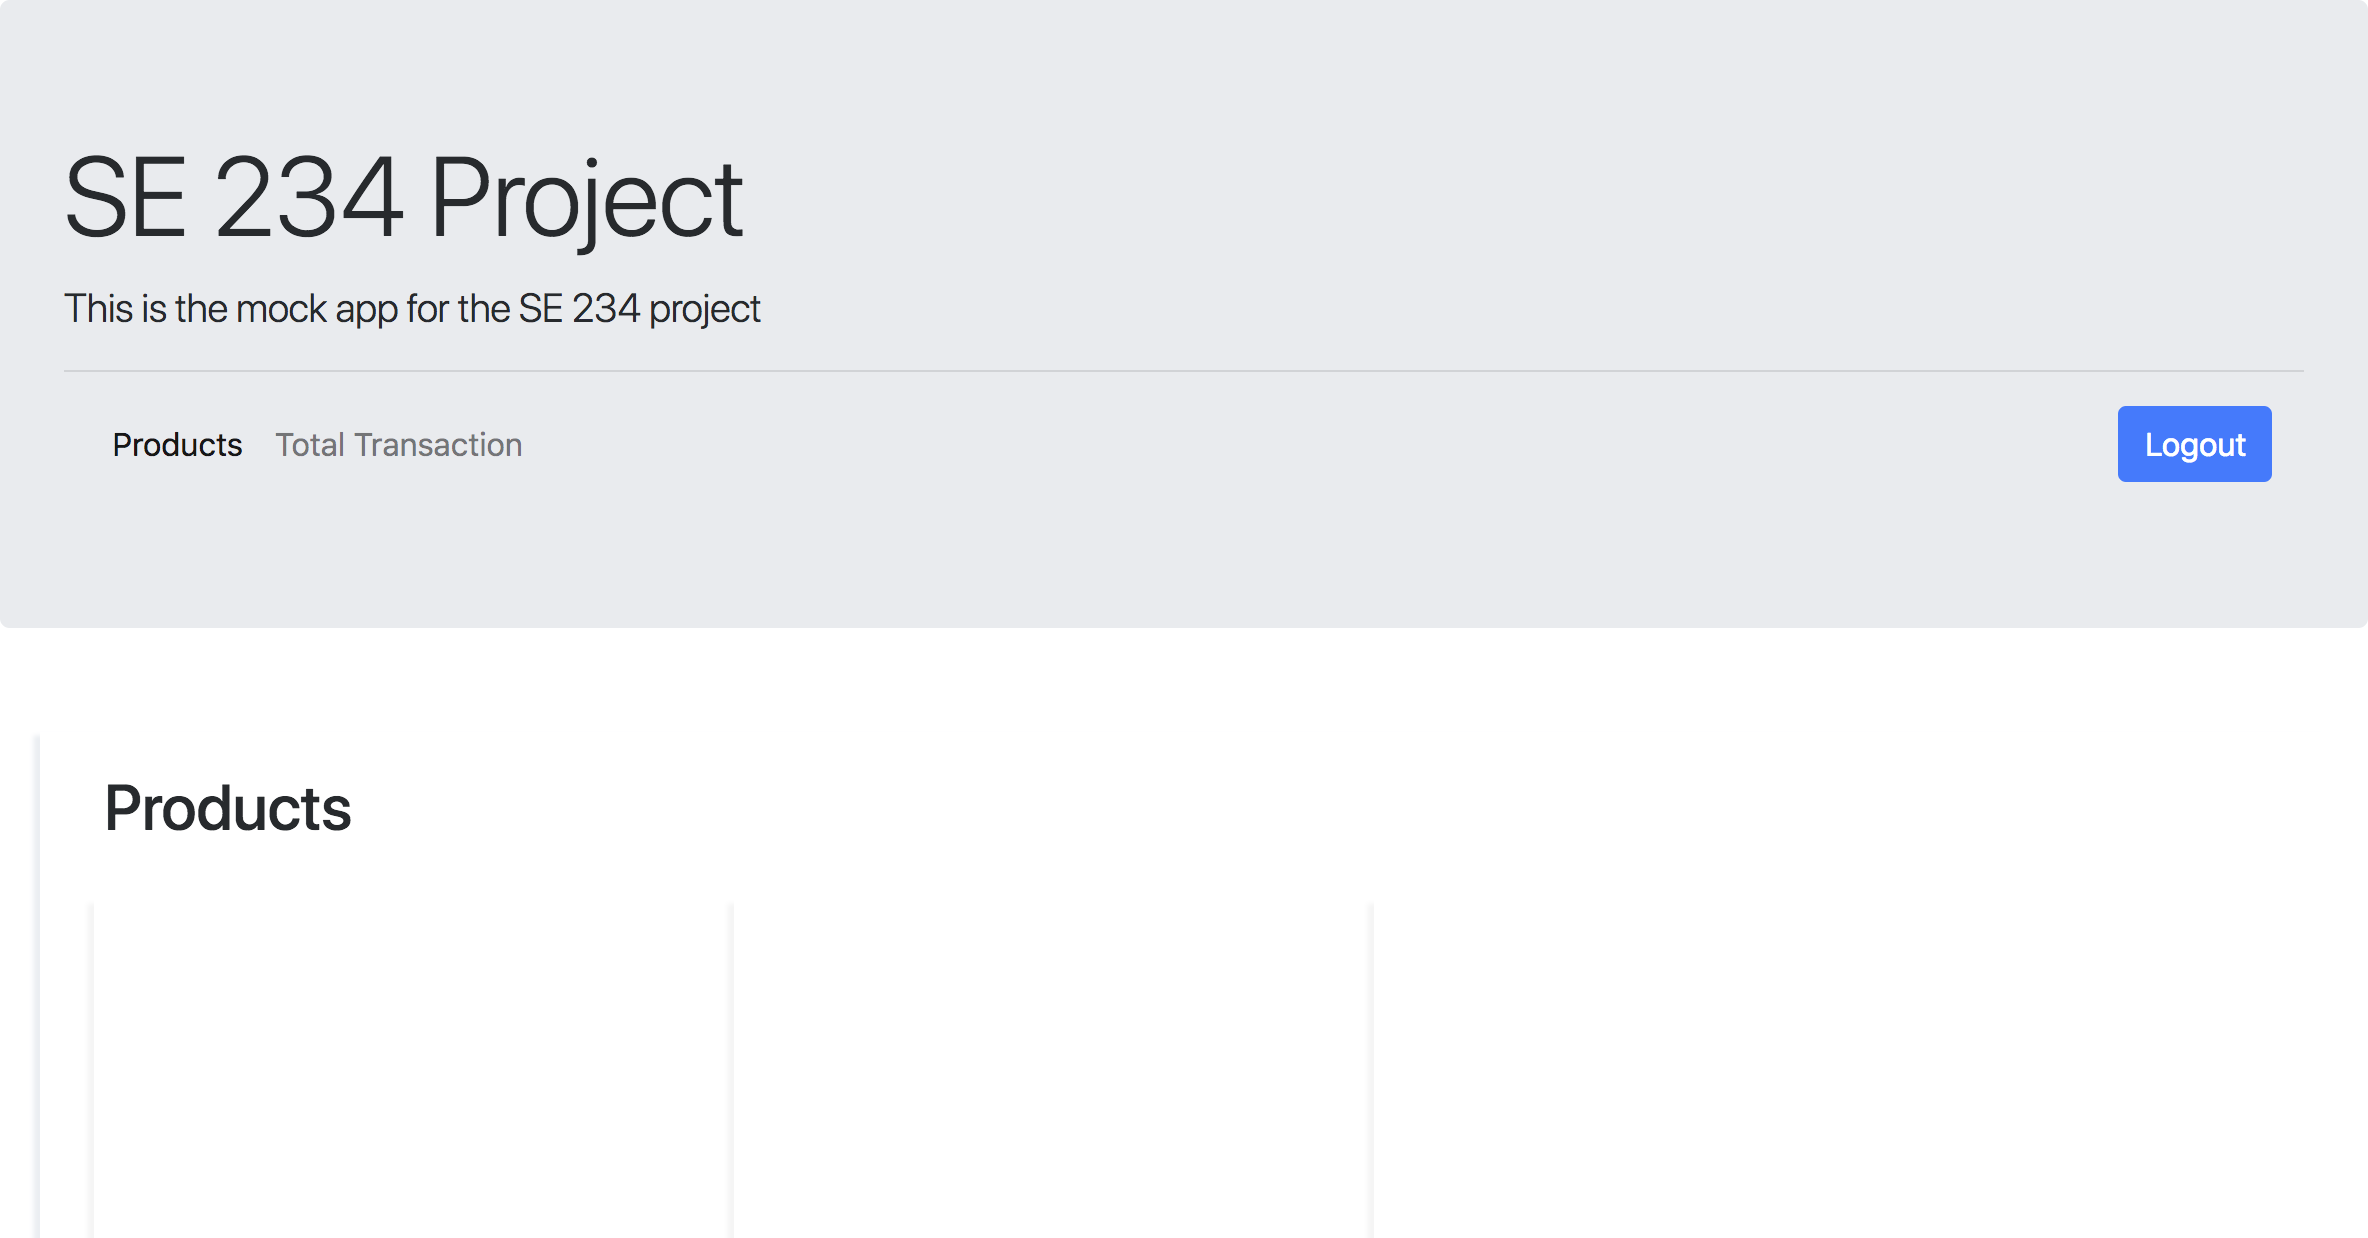 SE 234 Project
This is the mock app for the SE 234 project
Products Total Transaction Logout
Products